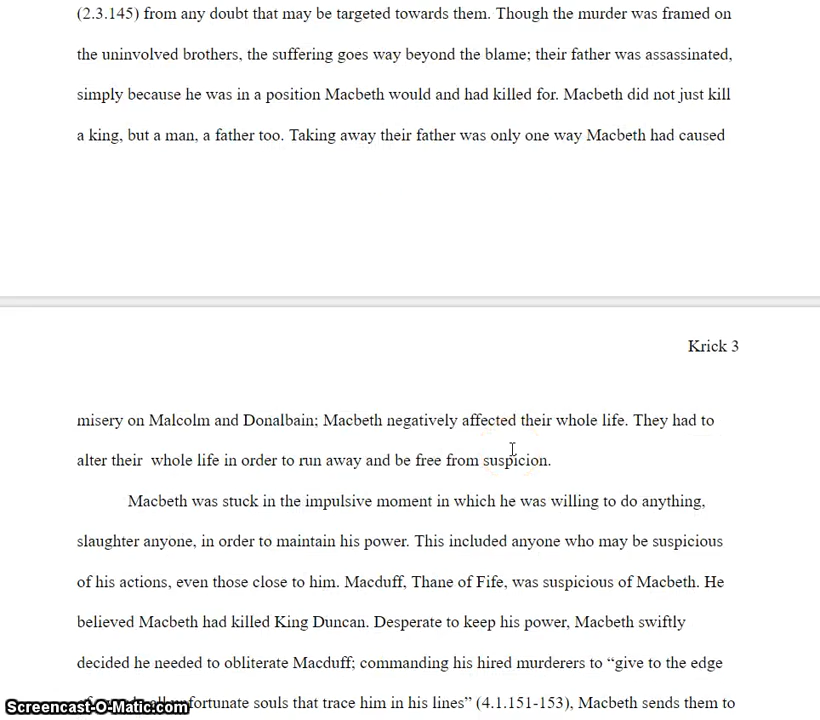 (2.3.145) from any doubt that may be targeted towards them. Though the murder was framed on
the uninvolved brothers, the suffering goes way beyond the blame; their father was assassinated,
simply because he was in a position Macbeth would and had killed for. Macbeth did not just kill
a king, but a man, a father too. Taking away their father was only one way Macbeth had caused
Krick 3
misery on Malcolm and Donalbain; Macbeth negatively affected their whole life. They had to
alter their  whole life in order to run away and be free from suspicion.
Macbeth was stuck in the impulsive moment in which he was willing to do anything,
slaughter anyone, in order to maintain his power. This included anyone who may be suspicious
of his actions, even those close to him. Macduff, Thane of Fife, was suspicious of Macbeth. He
believed Macbeth had killed King Duncan. Desperate to keep his power, Macbeth swiftly
decided he needed to obliterate Macduff; commanding his hired murderers to “give to the edge
souls that trace him in his lines” (4.1.151-153), Macbeth sends them to
Screencast-O-Matic.com